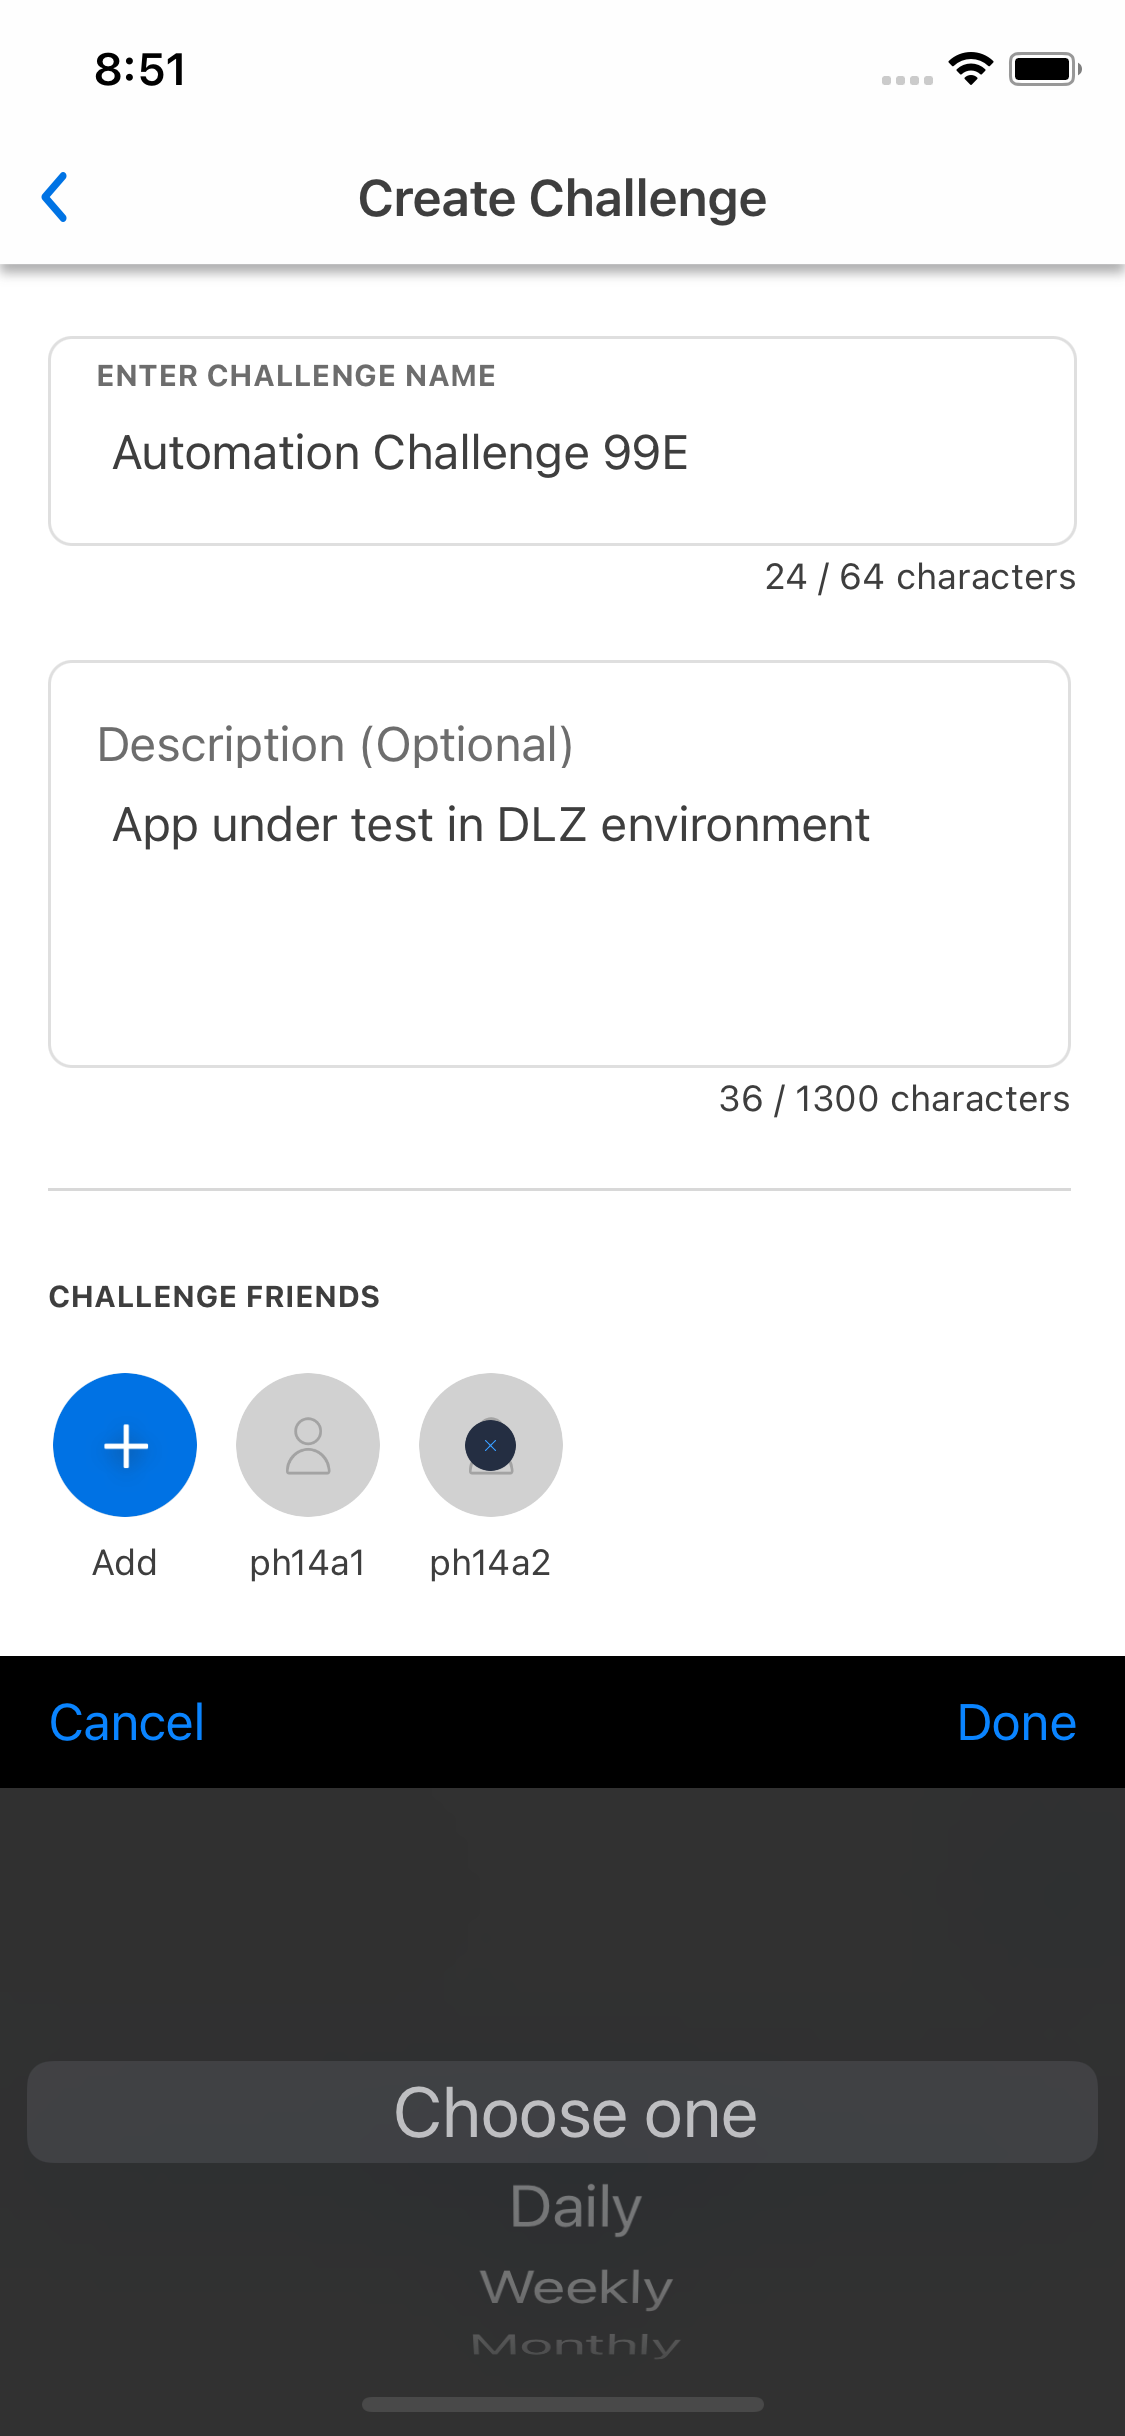 8:51
Create Challenge
ENTER CHALLENGE NAME
Automation Challenge 99E
24 / 64 characters
Description (Optional)
App under test in DLZ environment
36 / 1300 characters
CHALLENGE FRIENDS
Add
ph14a1
ph14a2
Cancel
Done
Choose one
Daily
Weekly
Monthly